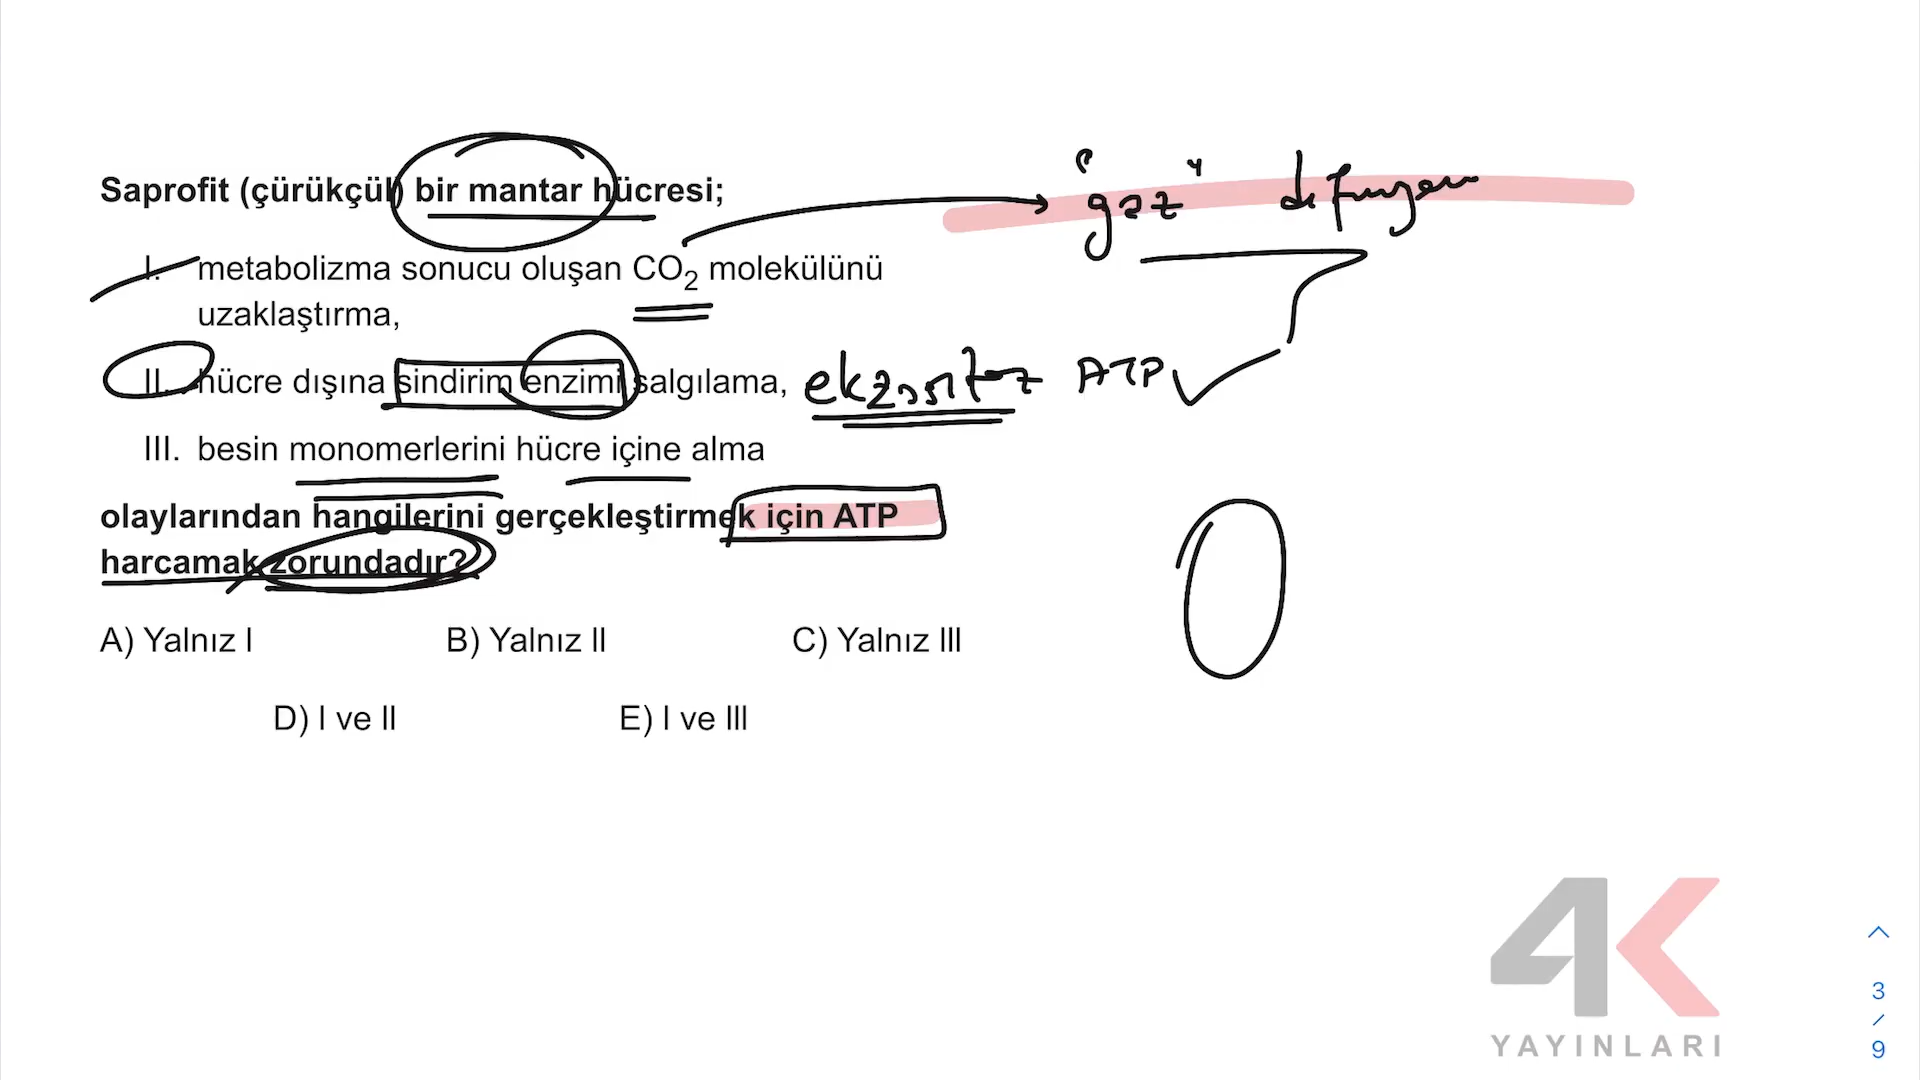 Saprofit (çürükçül) bir mantar hücresi;
"gaz" difüzyon
I. metabolizma sonucu oluşan CO₂ molekülünü
uzaklaştırma,
II. hücre dışına sindirim enzimi salgılama, ekzositoz ATP
III. besin monomerlerini hücre içine alma
olaylarından hangilerini gerçekleştirmek için ATP
harcamak zorundadır?
A) Yalnız I B) Yalnız II C) Yalnız III
D) I ve II E) I ve III
4K
YAYINLARI
3
/
9